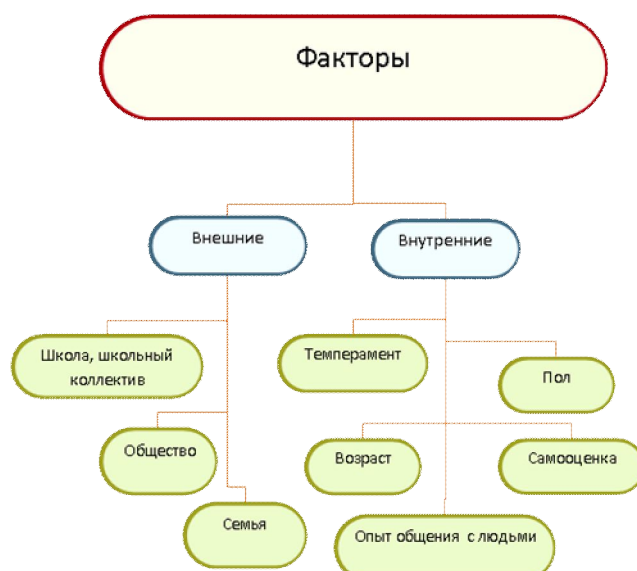 Факторы
Внешние
Внутренние
Школа, школьный
коллектив
Темперамент
Пол
Общество
Возраст
Самооценка
Семья
Опыт общения с людьми